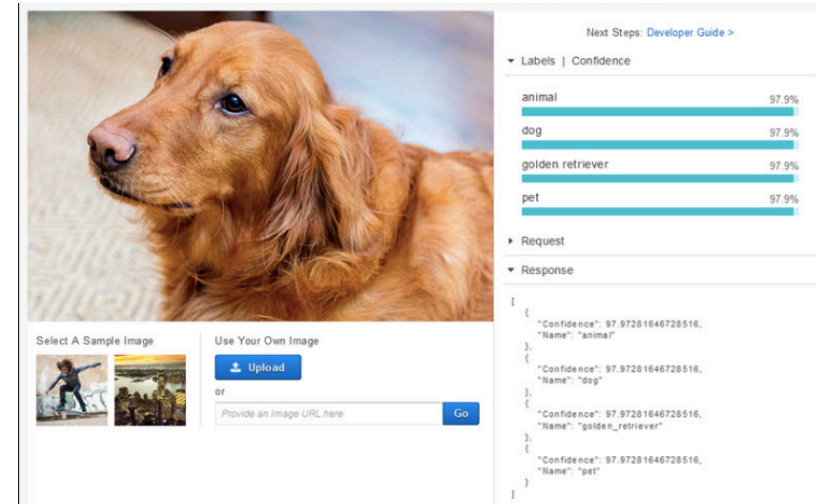 Next Steps: Developer Guide >
Labels | Confidence
animal 97.9%
dog 97.9%
golden retriever 97.9%
pet 97.9%
Request
Response
[
{
"Confidence": 97.97281646728516,
"Name": "animal"
},
{
"Confidence": 97.97281646728516,
"Name": "dog"
},
{
"Confidence": 97.97281646728516,
"Name": "golden_retriever"
},
{
"Confidence": 97.97281646728516,
"Name": "pet"
}
]
Select A Sample Image
Use Your Own Image
Upload
or
Provide an Image URL here
Go